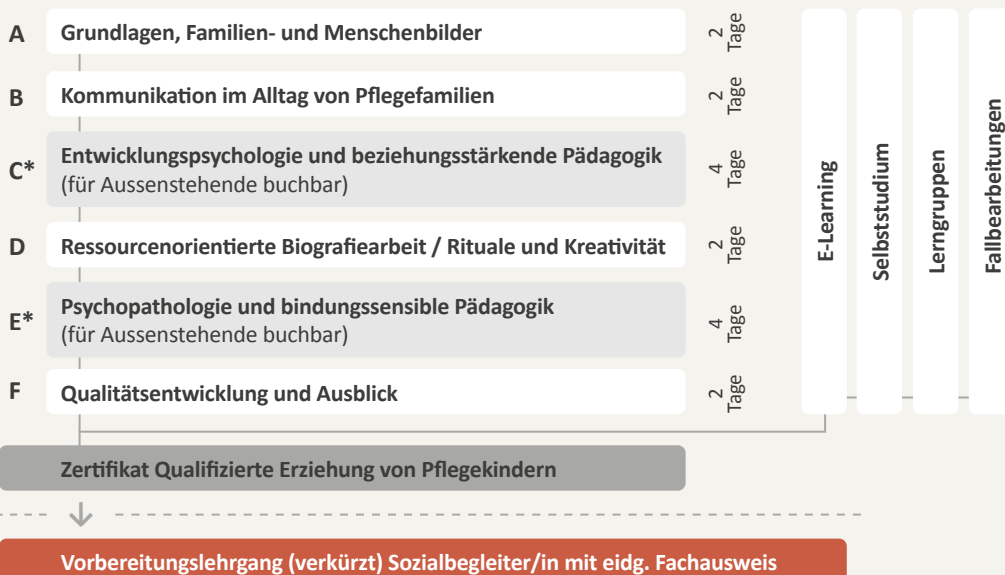 A
Grundlagen, Familien- und Menschenbilder
2
Tage
B
Kommunikation im Alltag von Pflegefamilien
2
Tage
C*
Entwicklungspsychologie und beziehungsstärkende Pädagogik
(für Aussenstehende buchbar)
4
Tage
D
Ressourcenorientierte Biografiearbeit / Rituale und Kreativität
2
Tage
E*
Psychopathologie und bindungssensible Pädagogik
(für Aussenstehende buchbar)
4
Tage
F
Qualitätsentwicklung und Ausblick
2
Tage
E-Learning
Selbststudium
Lerngruppen
Fallbearbeitungen
Zertifikat Qualifizierte Erziehung von Pflegekindern
Vorbereitungslehrgang (verkürzt) Sozialbegleiter/in mit eidg. Fachausweis